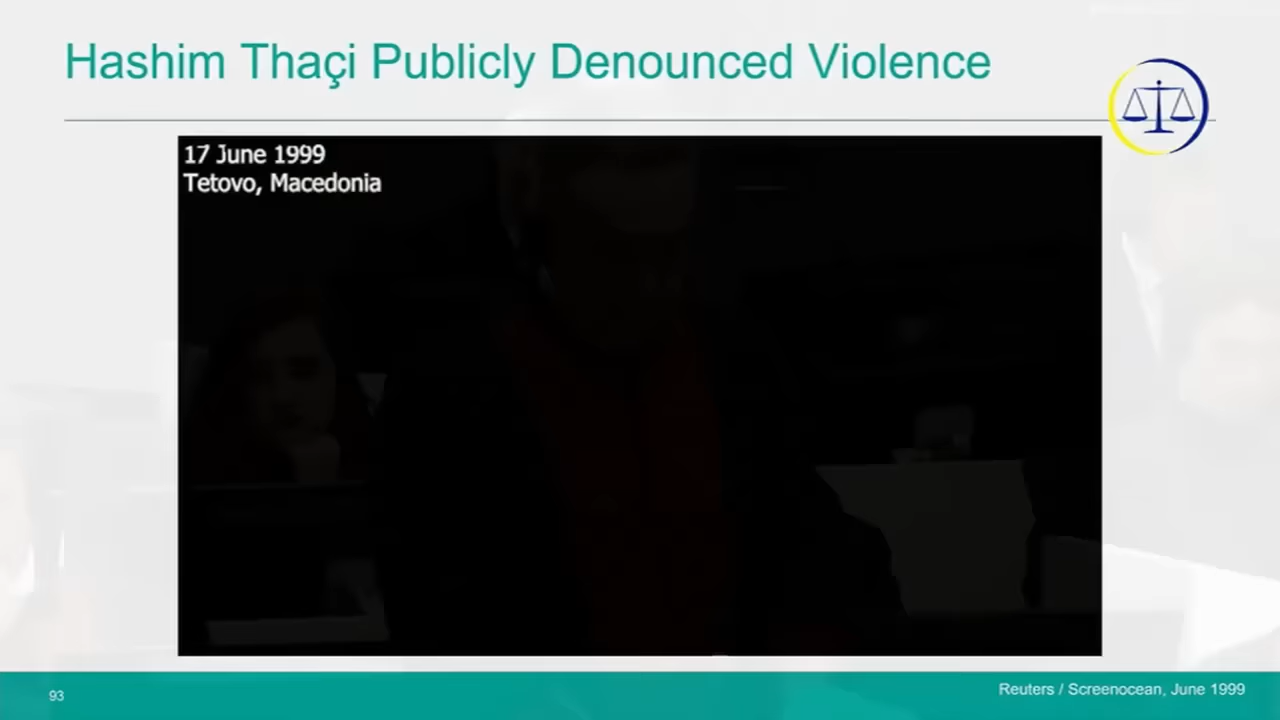 Hashim Thaçi Publicly Denounced Violence
17 June 1999
Tetovo, Macedonia
93
Reuters / Screenocean, June 1999